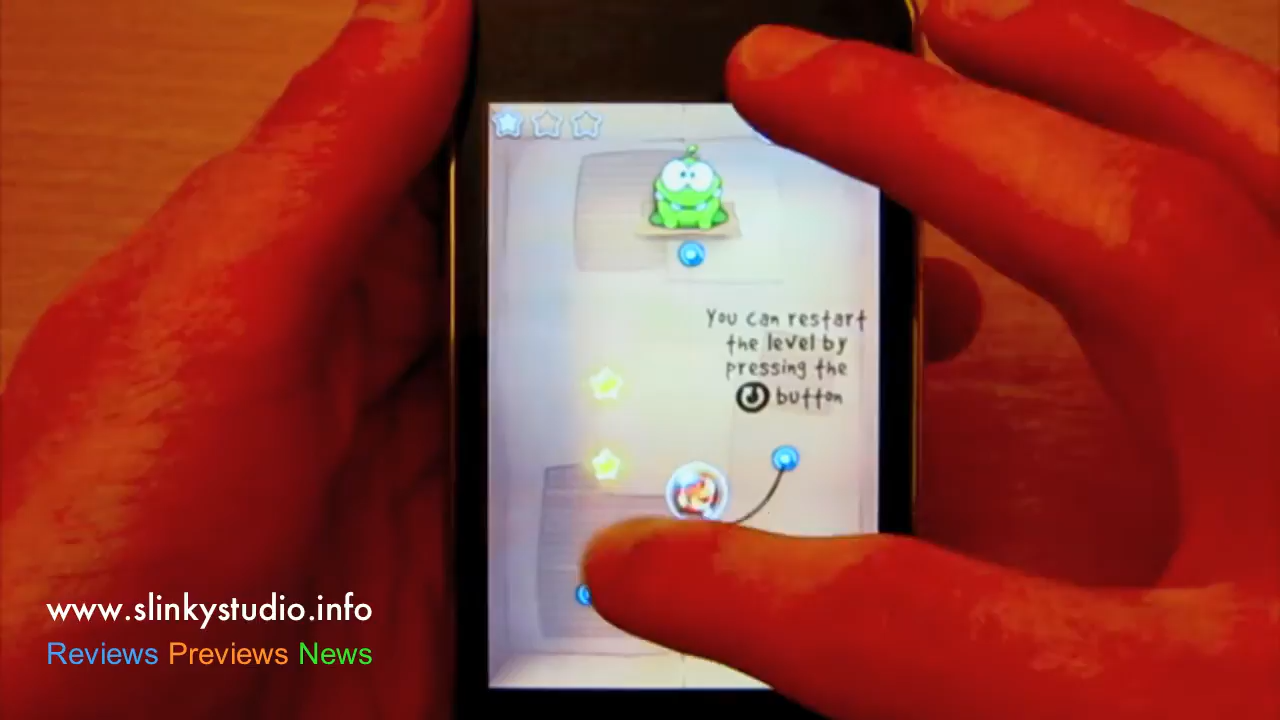 You can restart
the level by
pressing the
button
www.slinkystudio.info
Reviews Previews News